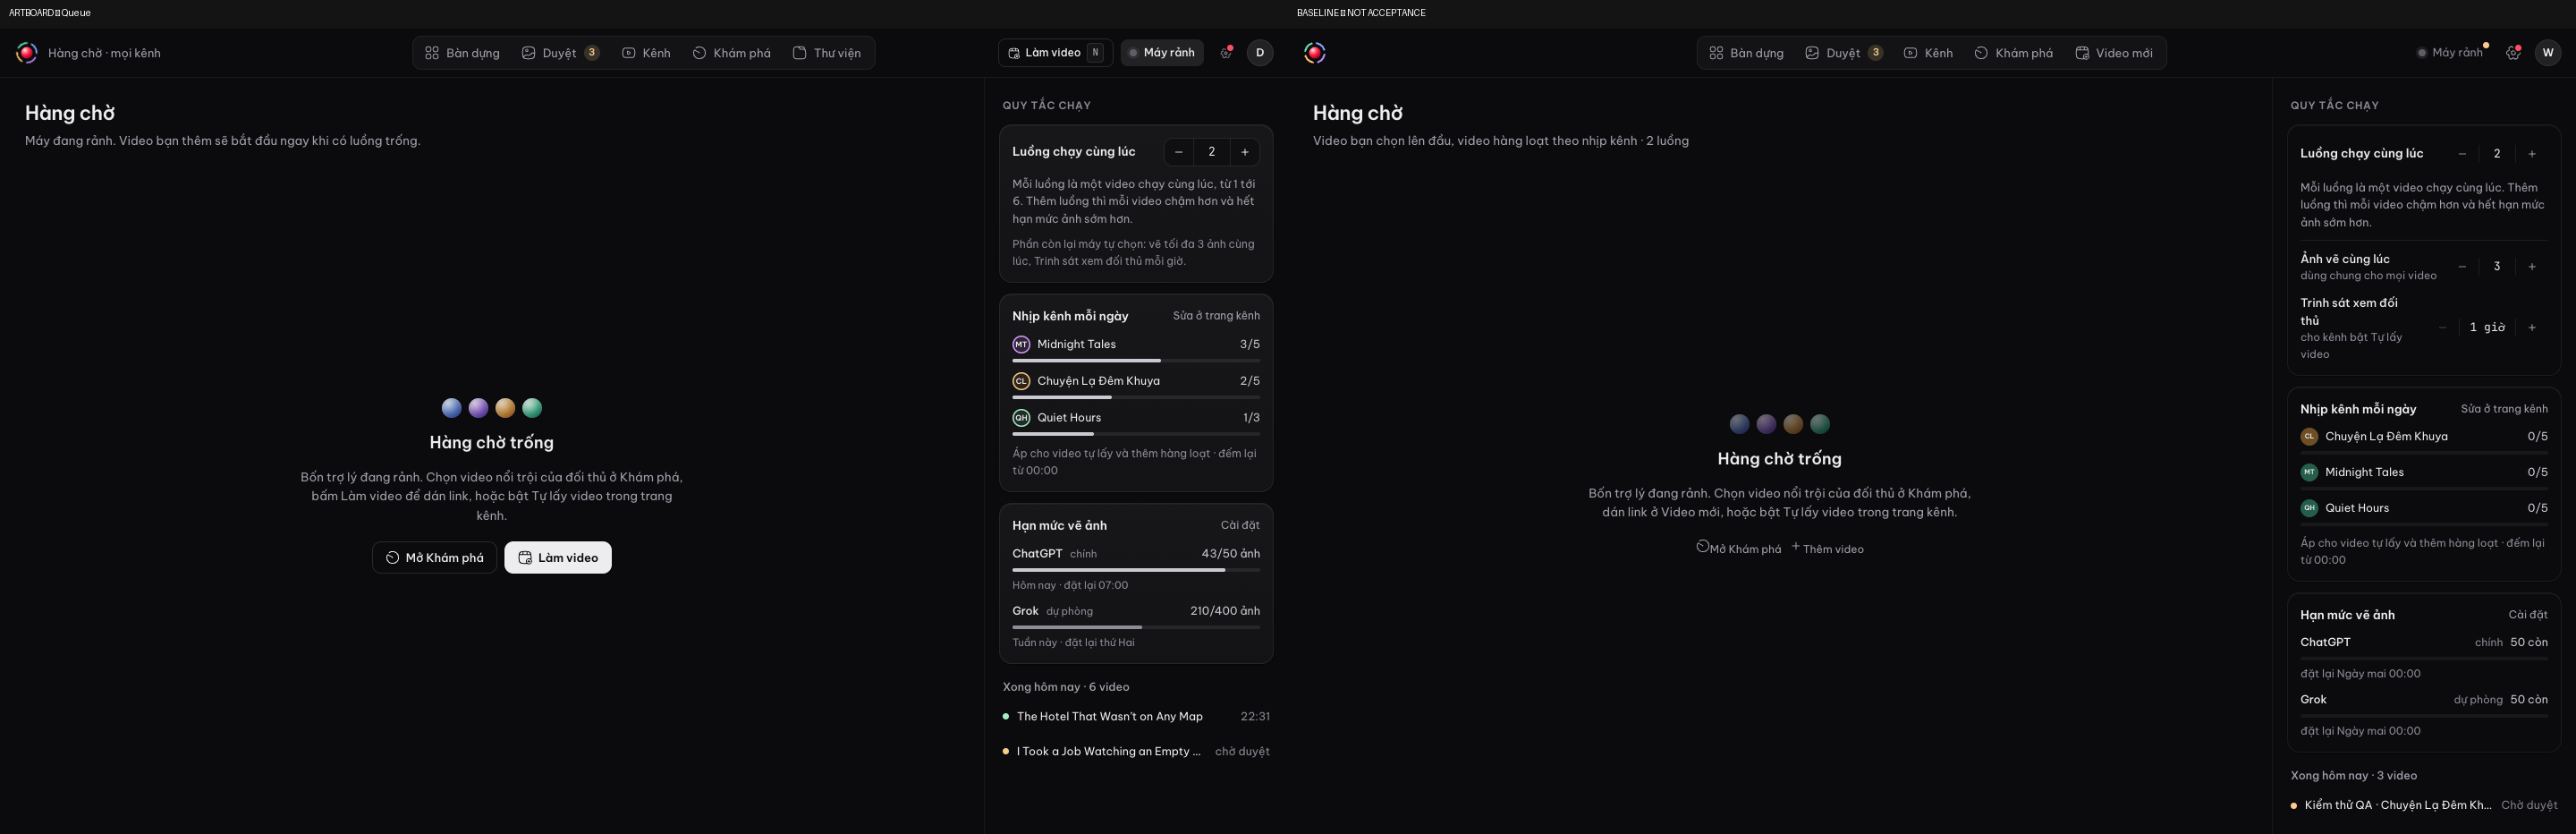 ARTBOARD Queue
Hàng chờ · mọi kênh
Bàn dựng
Duyệt 3
Kênh
Khám phá
Thư viện
Làm video N
Máy rảnh
D
Hàng chờ
Máy đang rảnh. Video bạn thêm sẽ bắt đầu ngay khi có luồng trống.
Hàng chờ trống
Bốn trợ lý đang rảnh. Chọn video nổi trội của đối thủ ở Khám phá,
bấm Làm video để dán link, hoặc bật Tự lấy video trong trang
kênh.
Mở Khám phá
Làm video
QUY TẮC CHẠY
Luồng chạy cùng lúc − 2 +
Mỗi luồng là một video chạy cùng lúc, từ 1 tới
6. Thêm luồng thì mỗi video chậm hơn và hết
hạn mức ảnh sớm hơn.
Phần còn lại máy tự chọn: vẽ tối đa 3 ảnh cùng
lúc, Trinh sát xem đối thủ mỗi giờ.
Nhịp kênh mỗi ngày Sửa ở trang kênh
MT Midnight Tales 3/5
CL Chuyện Lạ Đêm Khuya 2/5
QH Quiet Hours 1/3
Áp cho video tự lấy và thêm hàng loạt · đếm lại
từ 00:00
Hạn mức vẽ ảnh Cài đặt
ChatGPT chính 43/50 ảnh
Hôm nay · đặt lại 07:00
Grok dự phòng 210/400 ảnh
Tuần này · đặt lại thứ Hai
Xong hôm nay · 6 video
The Hotel That Wasn't on Any Map 22:31
I Took a Job Watching an Empty ... chờ duyệt
BASELINE NOT ACCEPTANCE
Bàn dựng
Duyệt 3
Kênh
Khám phá
Video mới
Máy rảnh
W
Hàng chờ
Video bạn chọn lên đầu, video hàng loạt theo nhịp kênh · 2 luồng
Hàng chờ trống
Bốn trợ lý đang rảnh. Chọn video nổi trội của đối thủ ở Khám phá,
dán link ở Video mới, hoặc bật Tự lấy video trong trang kênh.
Mở Khám phá
+ Thêm video
QUY TẮC CHẠY
Luồng chạy cùng lúc − 2 +
Mỗi luồng là một video chạy cùng lúc. Thêm
luồng thì mỗi video chậm hơn và hết hạn mức
ảnh sớm hơn.
Ảnh vẽ cùng lúc − 3 +
dùng chung cho mọi video
Trinh sát xem đối
thủ − 1 giờ +
cho kênh bật Tự lấy
video
Nhịp kênh mỗi ngày Sửa ở trang kênh
CL Chuyện Lạ Đêm Khuya 0/5
MT Midnight Tales 0/5
QH Quiet Hours 0/5
Áp cho video tự lấy và thêm hàng loạt · đếm lại
từ 00:00
Hạn mức vẽ ảnh Cài đặt
ChatGPT chính 50 còn
đặt lại Ngày mai 00:00
Grok dự phòng 50 còn
đặt lại Ngày mai 00:00
Xong hôm nay · 3 video
Kiểm thử QA · Chuyện Lạ Đêm Kh... Chờ duyệt